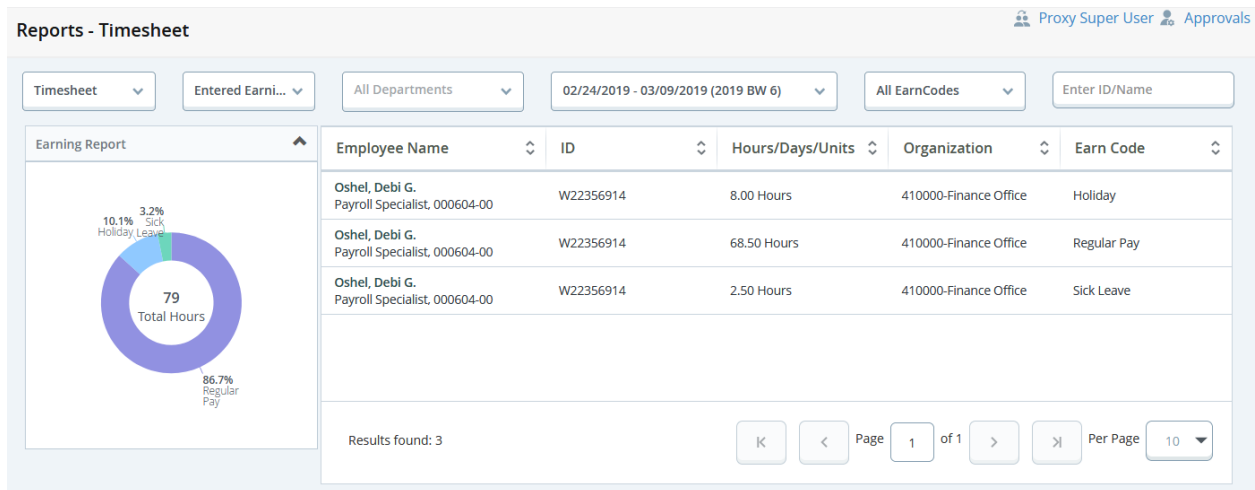 Reports - Timesheet
Proxy Super User
Approvals
Timesheet
Entered Earni...
All Departments
02/24/2019 - 03/09/2019 (2019 BW 6)
All EarnCodes
Enter ID/Name
Earning Report
3.2%
Sick
Leave
10.1%
Holiday
79
Total Hours
86.7%
Regular
Pay
Employee Name ID Hours/Days/Units Organization Earn Code
Oshel, Debi G.
Payroll Specialist, 000604-00
W22356914 8.00 Hours 410000-Finance Office Holiday
Oshel, Debi G.
Payroll Specialist, 000604-00
W22356914 68.50 Hours 410000-Finance Office Regular Pay
Oshel, Debi G.
Payroll Specialist, 000604-00
W22356914 2.50 Hours 410000-Finance Office Sick Leave
Results found: 3
Page 1 of 1
Per Page 10